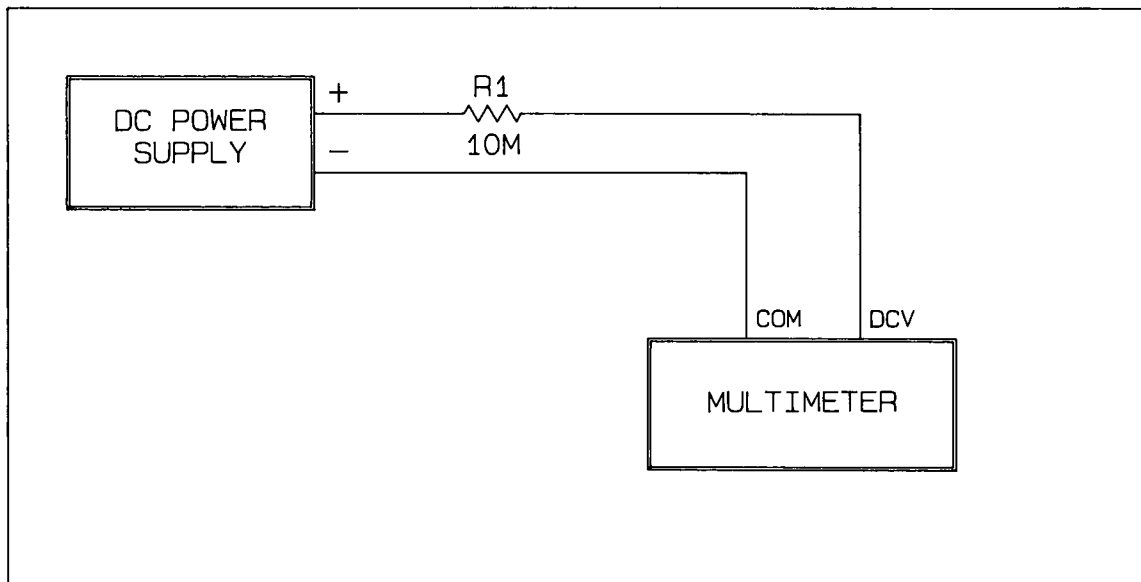 DC POWER
SUPPLY
+
−
R1
10M
COM
DCV
MULTIMETER